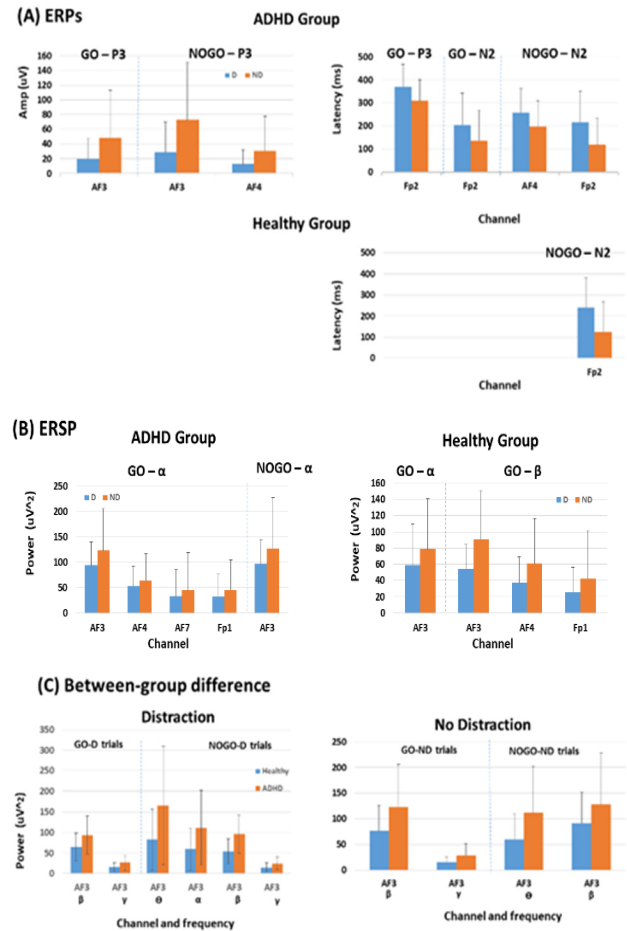 (A) ERPs
ADHD Group
GO – P3
NOGO – P3
D
ND
Amp (uV)
160
140
120
100
80
60
40
20
0
AF3
AF3
AF4
GO – P3
GO – N2
NOGO – N2
Latency (ms)
500
400
300
200
100
0
Fp2
Fp2
AF4
Fp2
Channel
Healthy Group
NOGO – N2
Latency (ms)
500
400
300
200
100
0
Fp2
Channel
(B) ERSP
ADHD Group
GO – α
NOGO – α
D
ND
Power (uV^2)
250
200
150
100
50
0
AF3
AF4
AF7
Fp1
AF3
Channel
Healthy Group
GO – α
GO – β
D
ND
Power (uV^2)
160
140
120
100
80
60
40
20
0
AF3
AF3
AF4
Fp1
Channel
(C) Between-group difference
Distraction
GO-D trials
NOGO-D trials
Healthy
ADHD
Power (uV^2)
350
300
250
200
150
100
50
0
AF3 AF3 AF3 AF3 AF3 AF3
β γ Θ α β γ
Channel and frequency
No Distraction
GO-ND trials
NOGO-ND trials
250
200
150
100
50
0
AF3 AF3 AF3 AF3
β γ Θ β
Channel and frequency